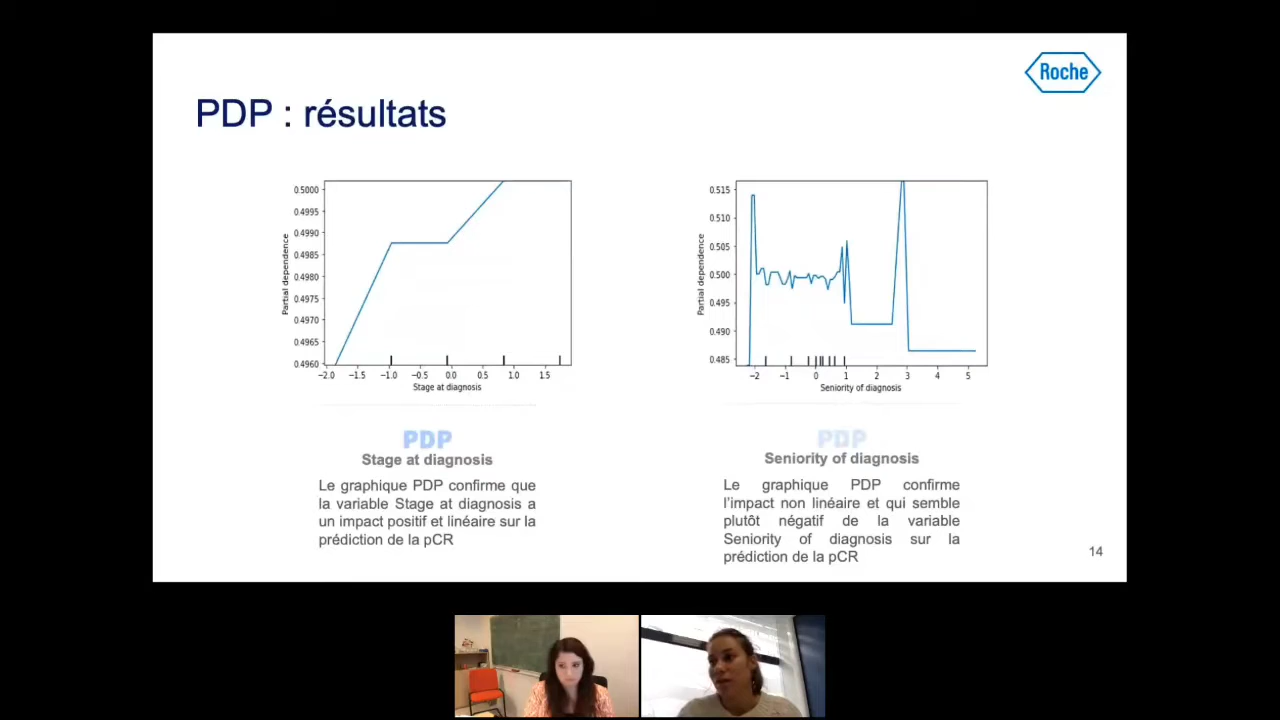 Roche
PDP : résultats
0.5000
0.4995
0.4990
0.4985
0.4980
0.4975
0.4970
0.4965
0.4960
Partial dependence
−2.0 −1.5 −1.0 −0.5 0.0 0.5 1.0 1.5
Stage at diagnosis
0.515
0.510
0.505
0.500
0.495
0.490
0.485
Partial dependence
−2 −1 0 1 2 3 4 5
Seniority of diagnosis
PDP
Stage at diagnosis
Le graphique PDP confirme que
la variable Stage at diagnosis a
un impact positif et linéaire sur la
prédiction de la pCR
PDP
Seniority of diagnosis
Le graphique PDP confirme
l'impact non linéaire et qui semble
plutôt négatif de la variable
Seniority of diagnosis sur la
prédiction de la pCR
14